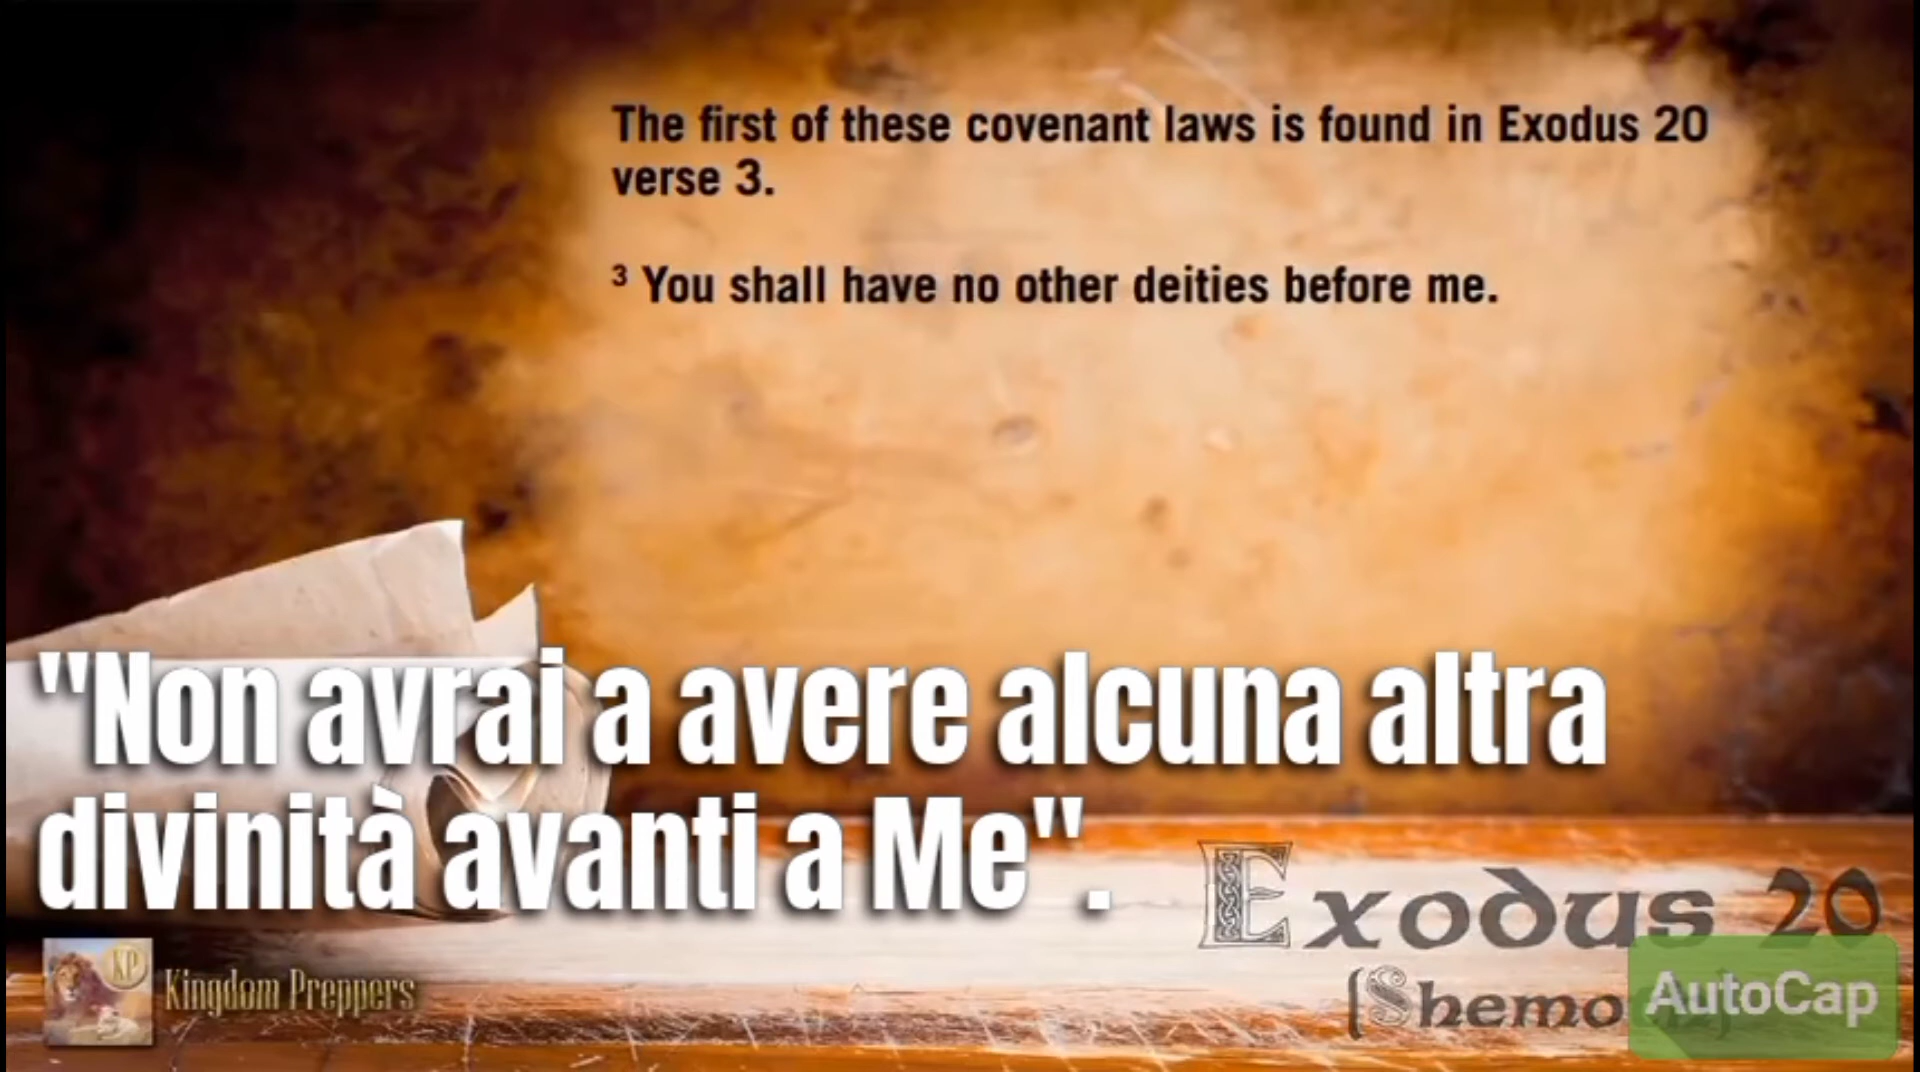 The first of these covenant laws is found in Exodus 20
verse 3.
3 You shall have no other deities before me.
"Non avrai a avere alcuna altra
divinità avanti a Me".
Exodus 20
KP
Kingdom Preppers
AutoCap